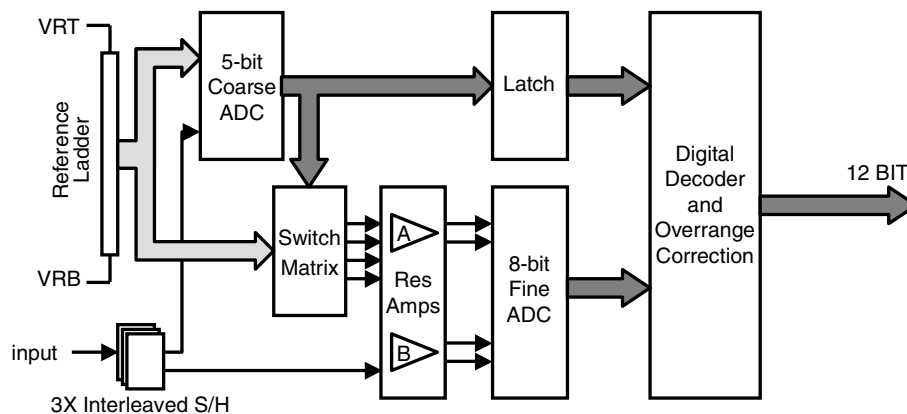 VRT
Reference
Ladder
VRB
5-bit
Coarse
ADC
Latch
Digital
Decoder
and
Overrange
Correction
12 BIT
Switch
Matrix
A
Res
Amps
B
8-bit
Fine
ADC
input
3X Interleaved S/H